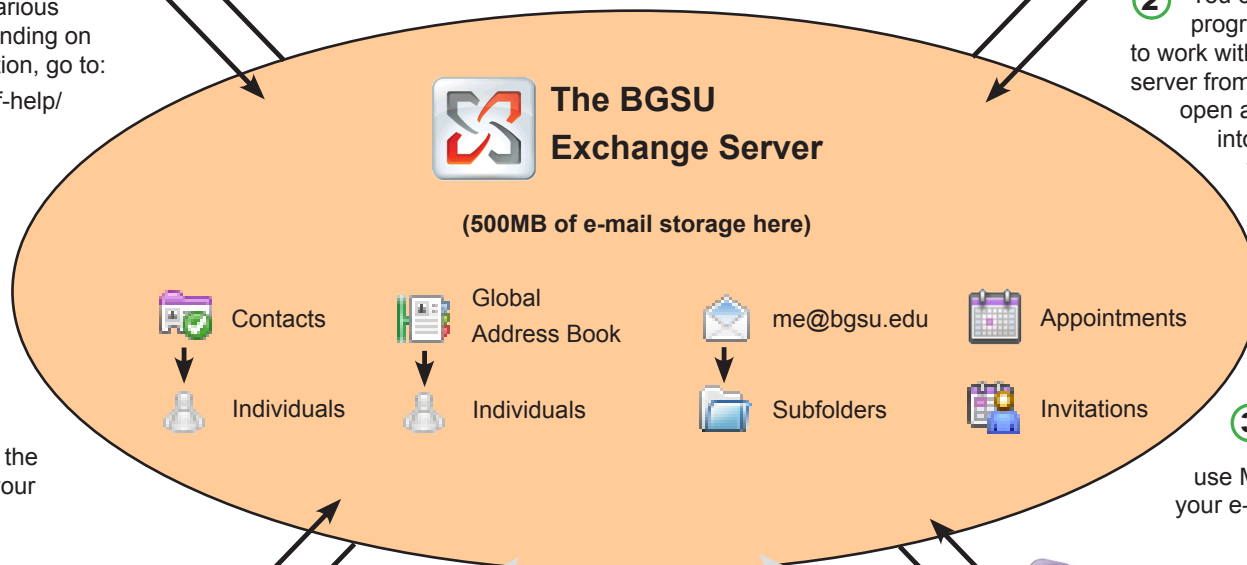 arious
nding on
tion, go to:
f-help/
the
our
The BGSU
Exchange Server
(500MB of e-mail storage here)
Contacts
Individuals
Global
Address Book
Individuals
me@bgsu.edu
Subfolders
Appointments
Invitations
2
progr
to work with
server from
open a
into
3
use M
your e-